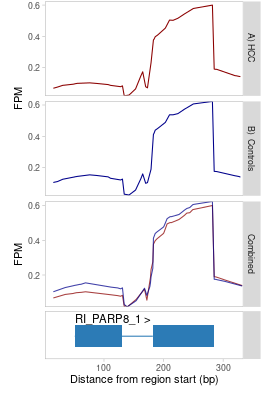 0.6
0.4
0.2
FPM
A) HCC
0.6
0.4
0.2
B) Controls
0.6
0.4
0.2
FPM
Combined
RI_PARP8_1 >
100
200
300
Distance from region start (bp)